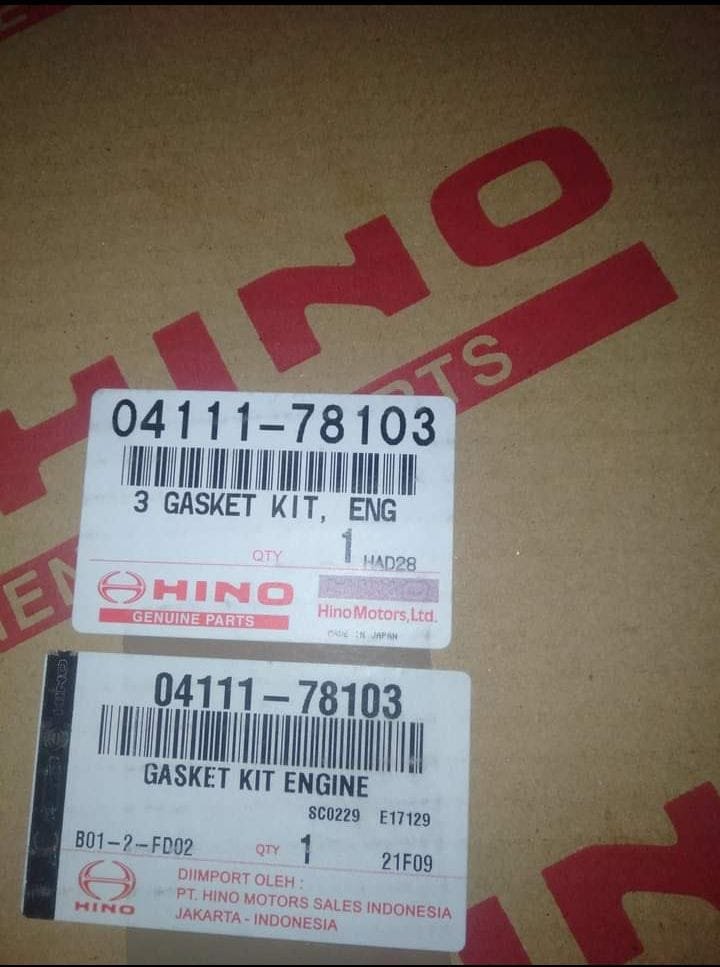 HINO
RTS
04111-78103
3 GASKET KIT, ENG
QTY 1 HAD28
HINO
GENUINE PARTS
HINO
Hino Motors, Ltd.
MADE IN JAPAN
EN
04111-78103
GASKET KIT ENGINE
SC0229 E17129
B01-2-FD02 QTY 1 21F09
HINO
DIIMPORT OLEH :
PT. HINO MOTORS SALES INDONESIA
JAKARTA - INDONESIA